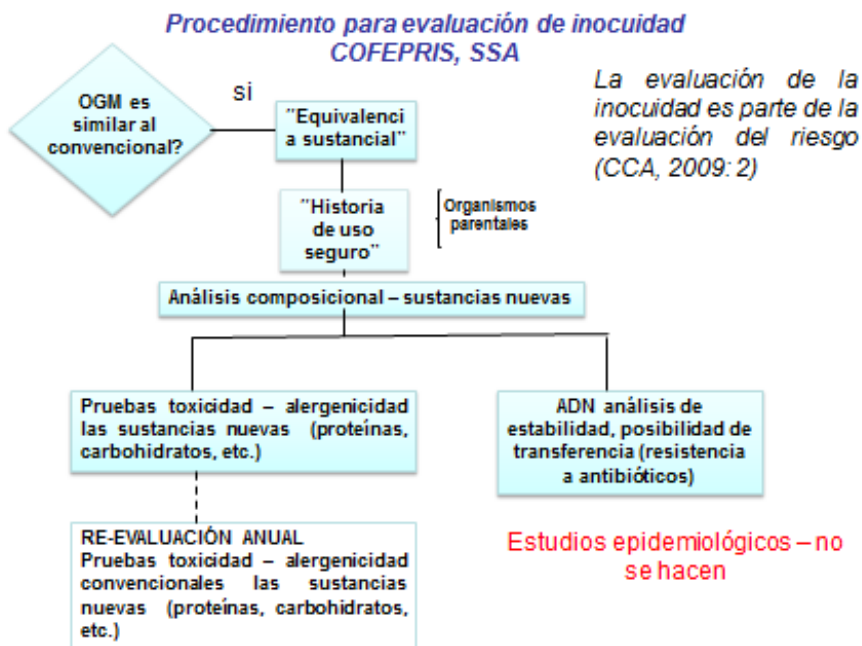 Procedimiento para evaluación de inocuidad
COFEPRIS, SSA
La evaluación de la
inocuidad es parte de la
evaluación del riesgo
(CCA, 2009: 2)
OGM es
similar al
convencional?
si
"Equivalenci
a sustancial"
"Historia
de uso
seguro"
Organismos
parentales
Análisis composicional – sustancias nuevas
Pruebas toxicidad – alergenicidad
las sustancias nuevas (proteínas,
carbohidratos, etc.)
ADN análisis de
estabilidad, posibilidad de
transferencia (resistencia
a antibióticos)
RE-EVALUACIÓN ANUAL
Pruebas toxicidad – alergenicidad
convencionales las sustancias
nuevas (proteínas, carbohidratos,
etc.)
Estudios epidemiológicos – no
se hacen